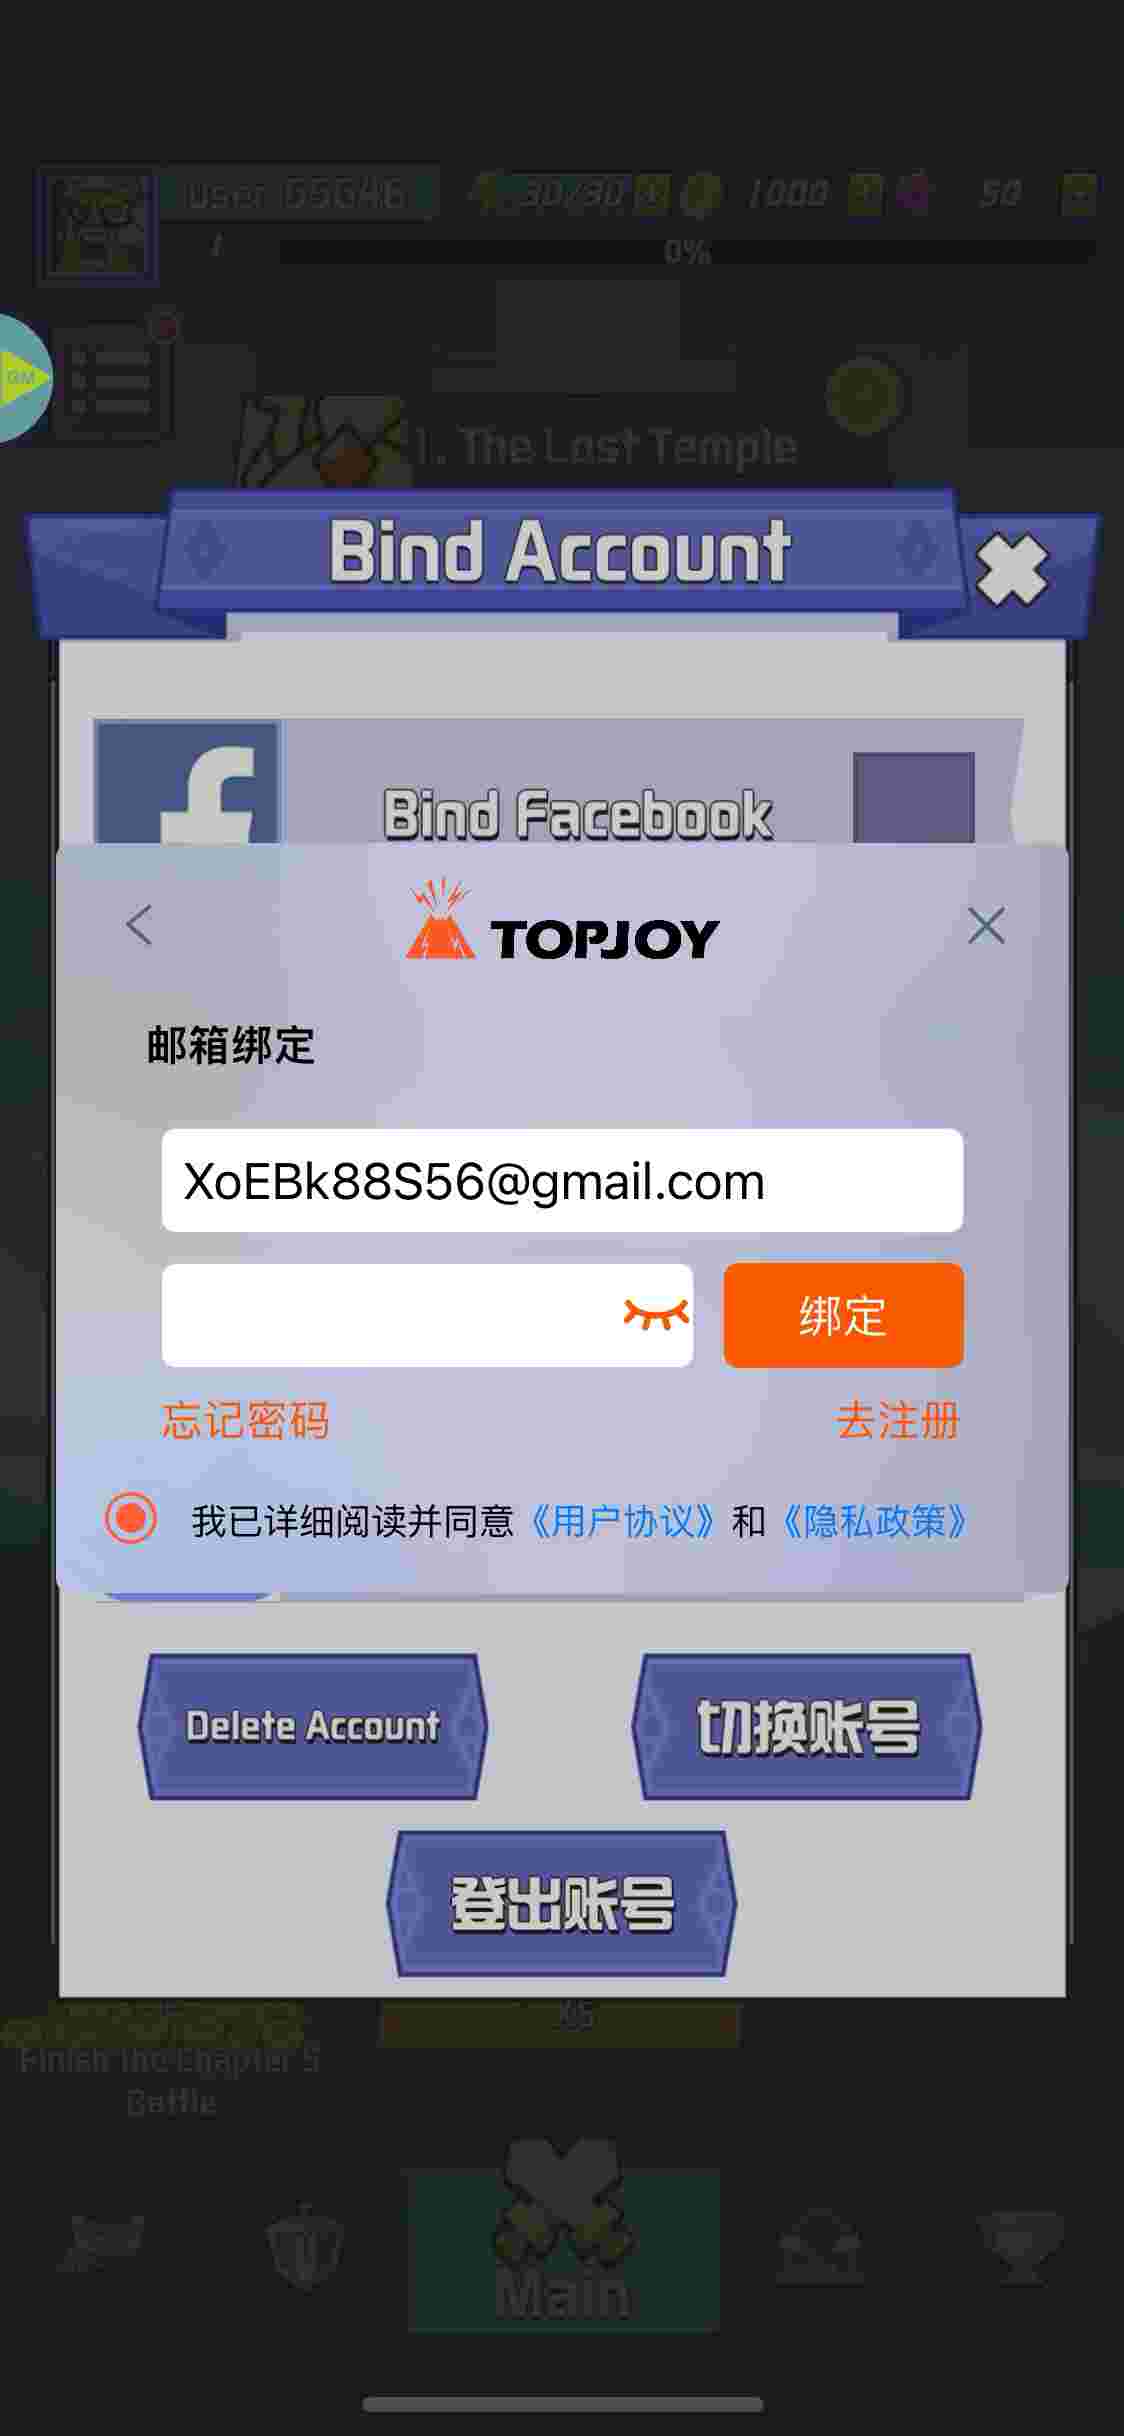 user 65646 30/30 1000 50
1 0%
GM
1. The Lost Temple
Bind Account
Bind Facebook
TOPJOY
邮箱绑定
XoEBk88S56@gmail.com
绑定
忘记密码 去注册
我已详细阅读并同意《用户协议》和《隐私政策》
Delete Account 切换账号
登出账号
Finish the Chapter 5
Battle
Main